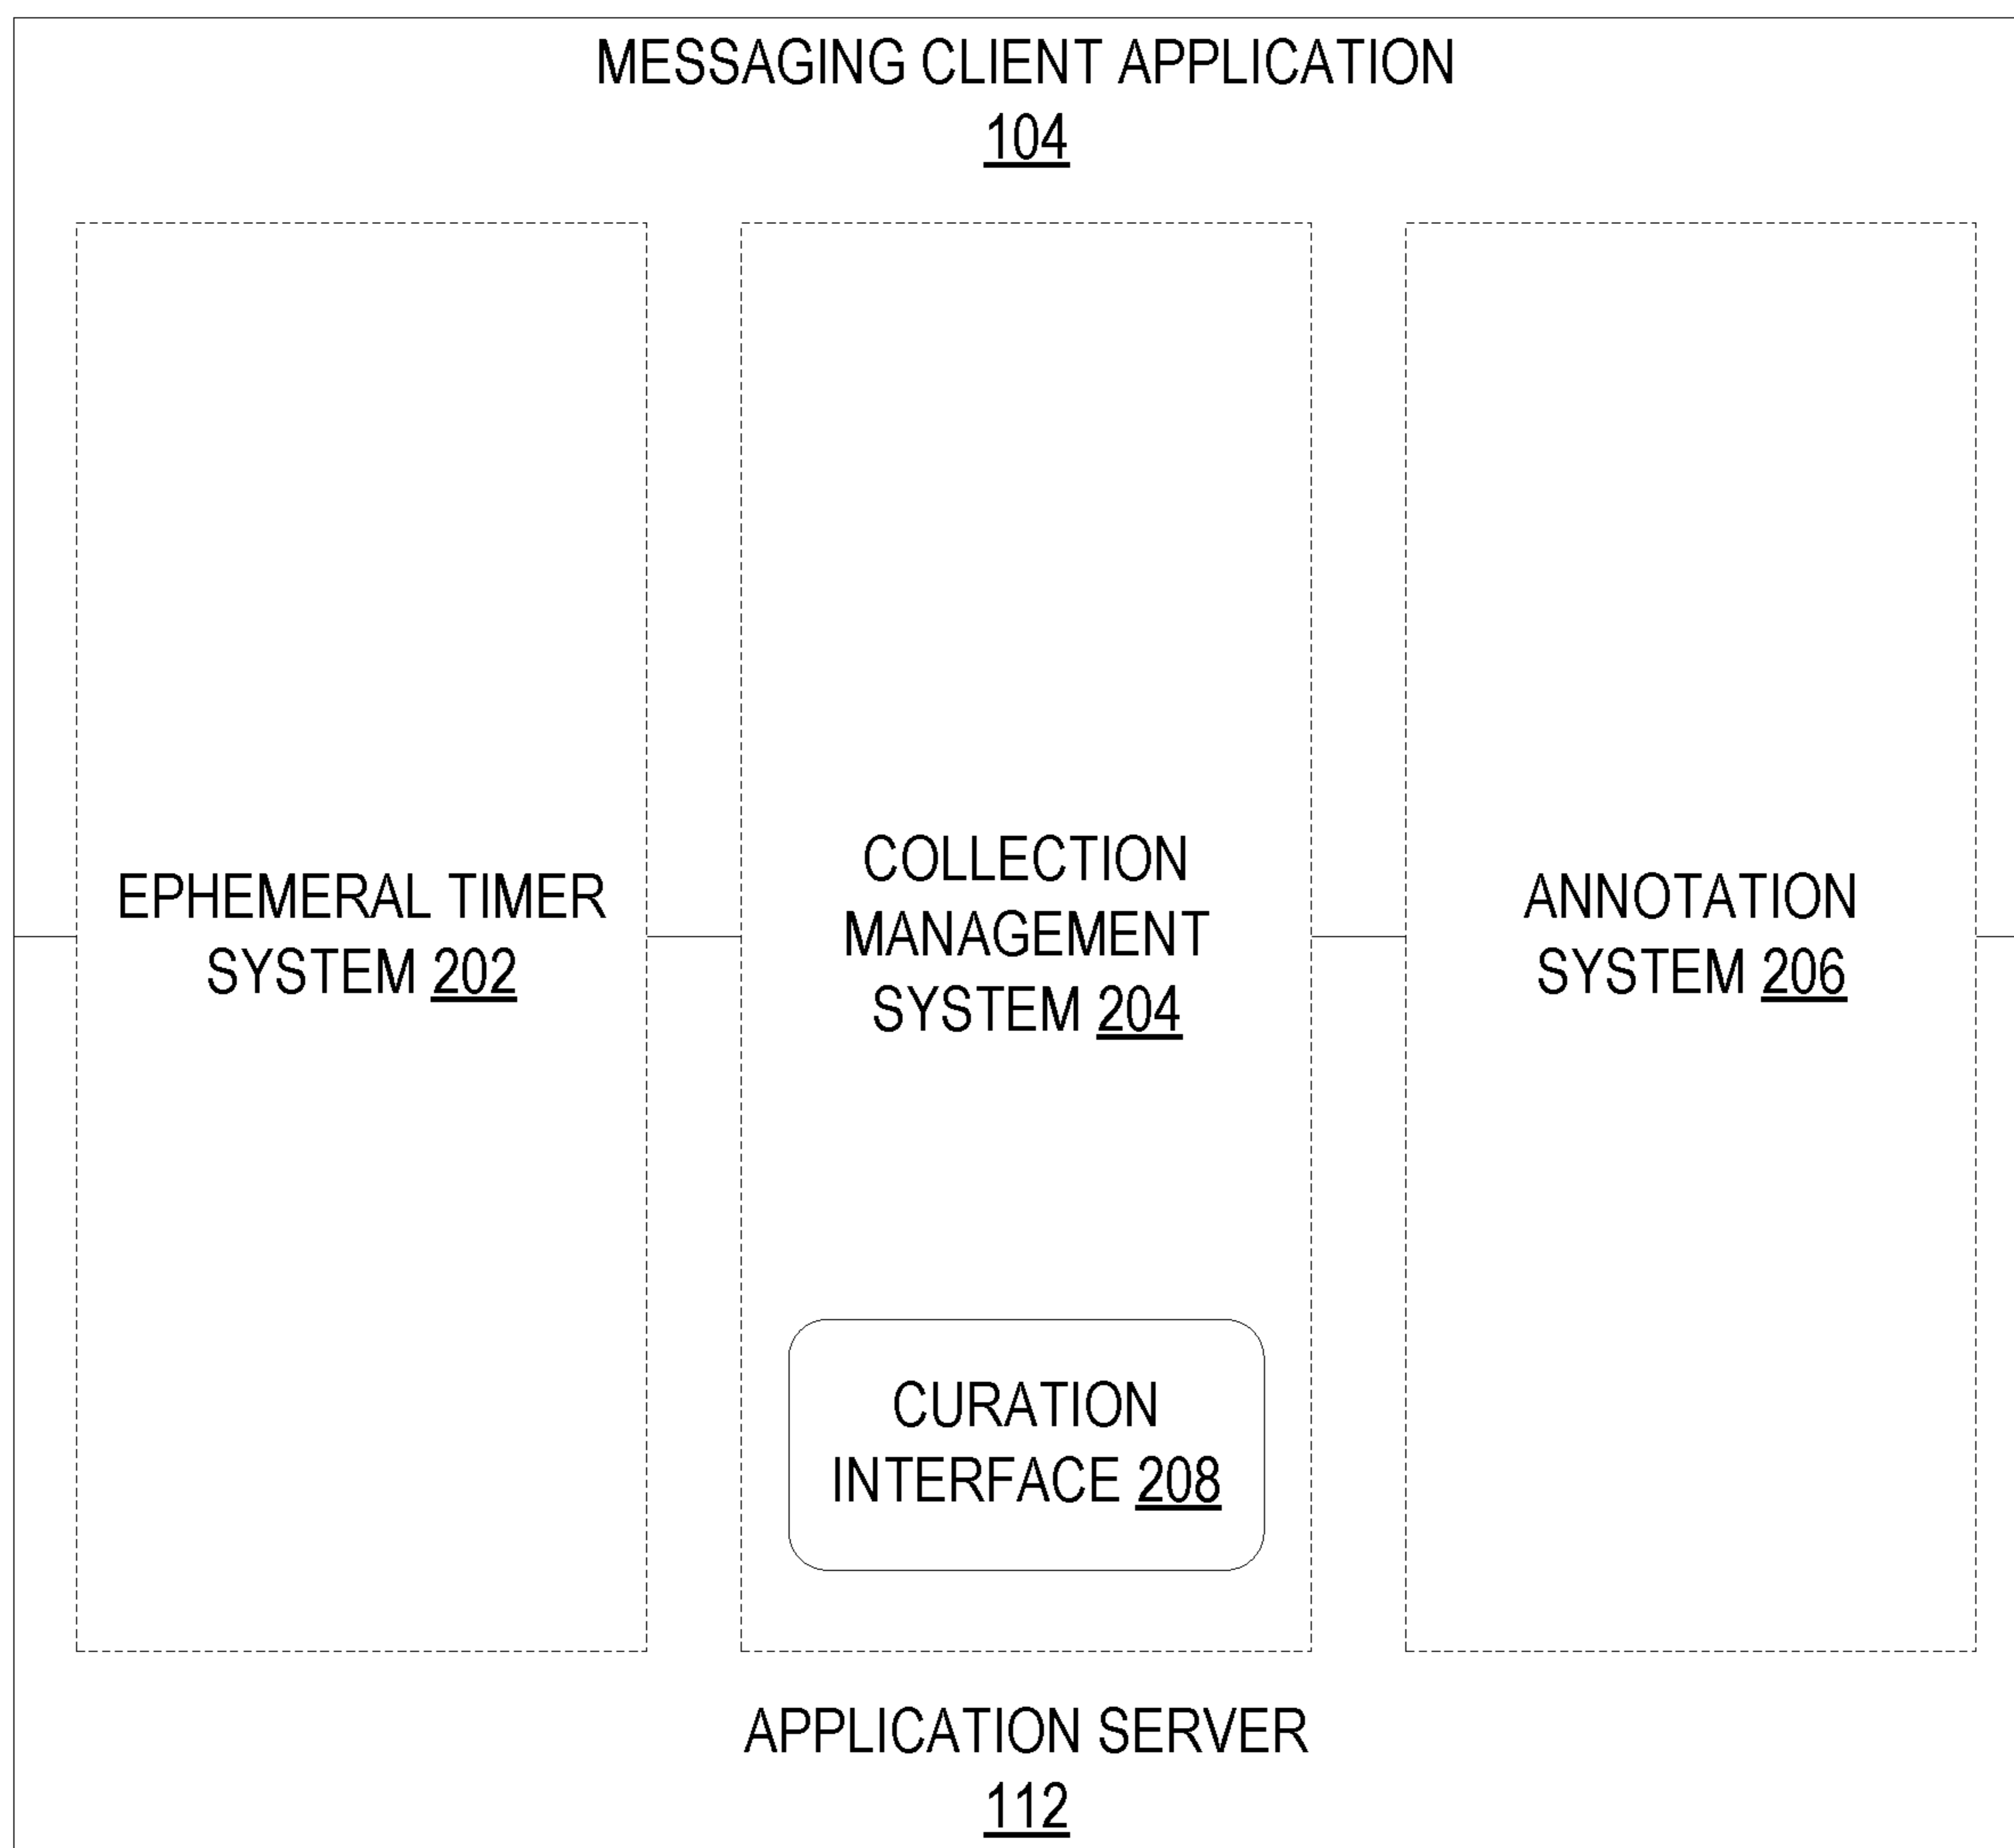 MESSAGING CLIENT APPLICATION
104
EPHEMERAL TIMER
SYSTEM 202
COLLECTION
MANAGEMENT
SYSTEM 204
ANNOTATION
SYSTEM 206
CURATION
INTERFACE 208
APPLICATION SERVER
112